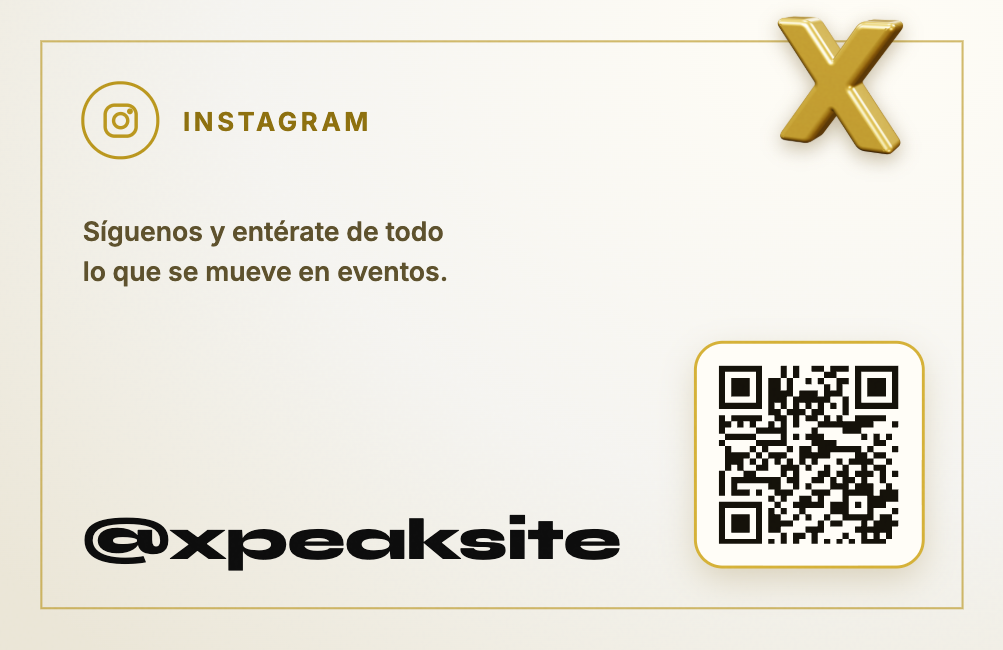 X
INSTAGRAM
Síguenos y entérate de todo
lo que se mueve en eventos.
@xpeaksite